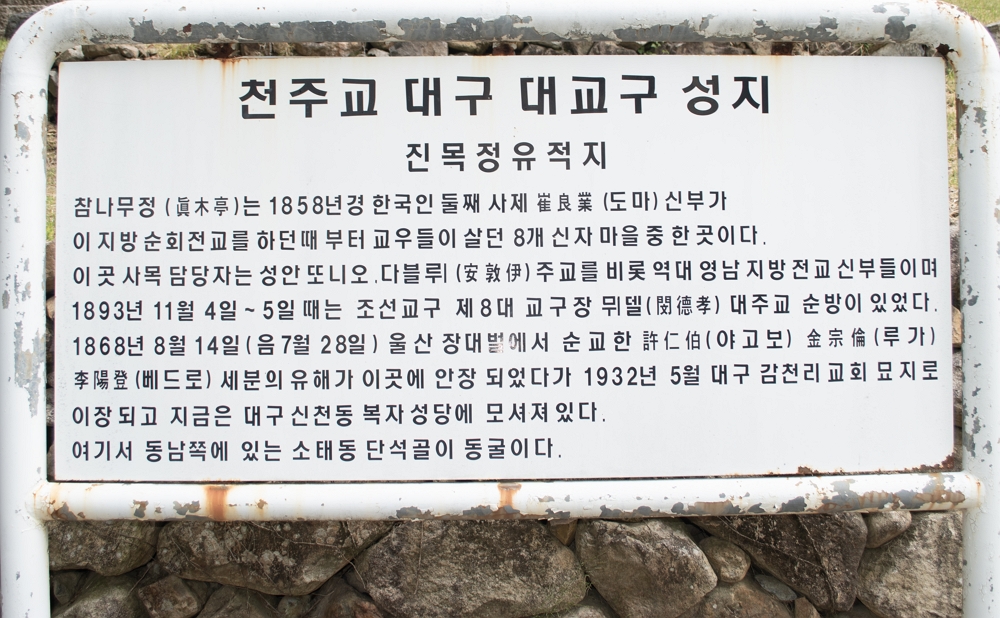 천주교 대구 대교구 성지
진목정유적지
참나무정 (眞木亭)는 1858년경 한국인 둘째 사제 崔良業 (도마) 신부가
이 지방 순회전교를 하던때 부터 교우들이 살던 8개 신자 마을 중 한 곳이다.
이 곳 사목 담당자는 성안 또니오.다블뤼 (安敦伊) 주교를 비롯 역대 영남 지방 전교 신부들이며
1893년 11월 4일 ~ 5일 때는 조선교구 제8대 교구장 뮈델(閔德孝) 대주교 순방이 있었다.
1868년 8월 14일 (음7월 28일) 울산 장대벌에서 순교한 許仁伯(야고보) 金宗倫(루가)
李陽登(베드로) 세분의 유해가 이곳에 안장 되었다가 1932년 5월 대구 감천리 교회 묘지로
이장 되고 지금은 대구 신천동 복자 성당에 모셔져 있다.
여기서 동남쪽에 있는 소태동 단석골이 동굴이다.